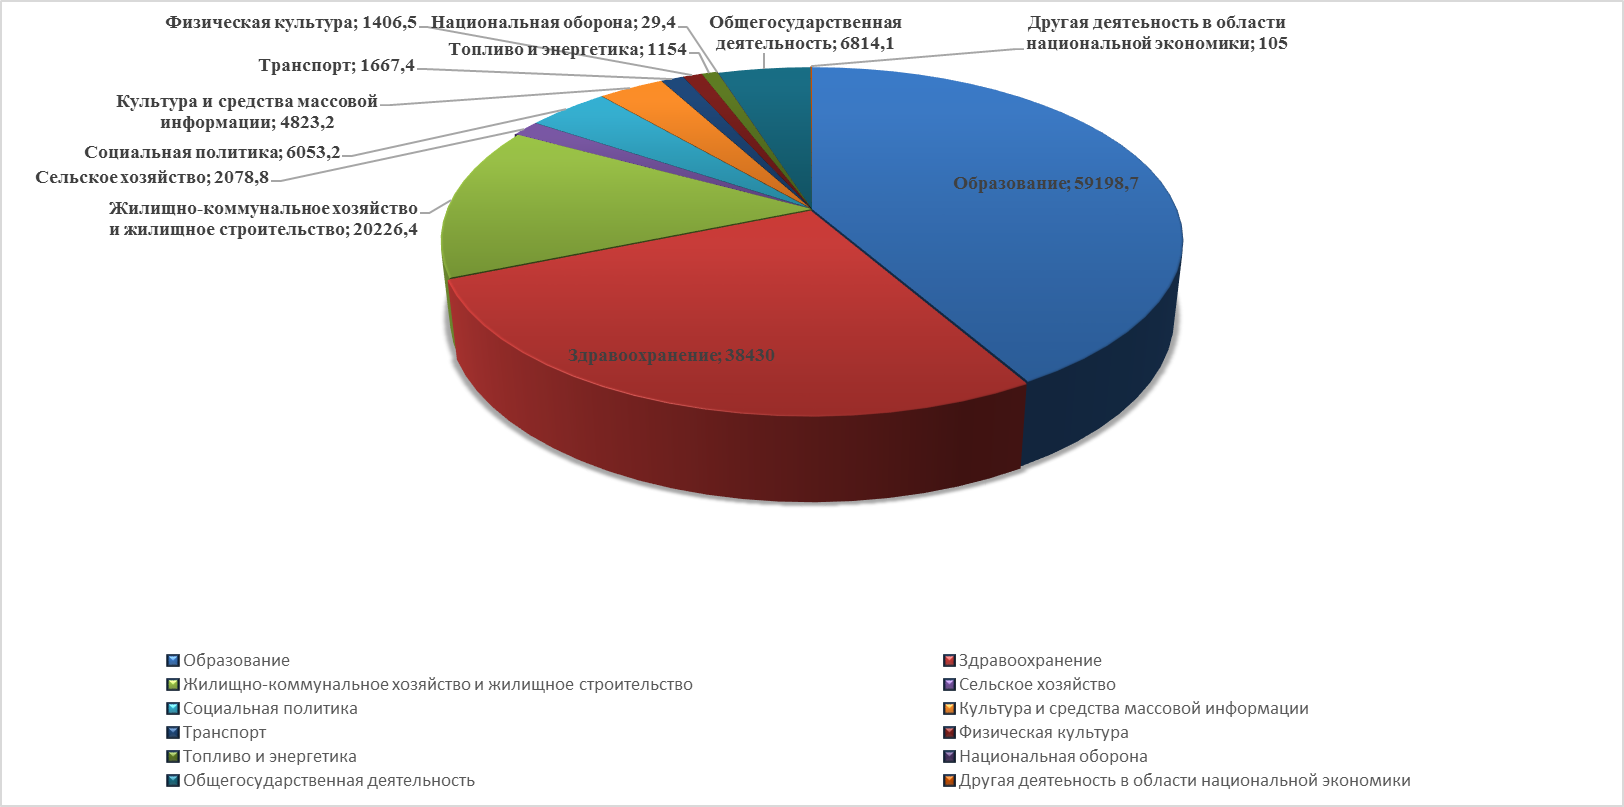 Физическая культура; 1406,5
Национальная оборона; 29,4
Общегосударственная
деятельность; 6814,1
Другая деятеьность в области
национальной экономики; 105
Топливо и энергетика; 1154
Транспорт; 1667,4
Культура и средства массовой
информации; 4823,2
Социальная политика; 6053,2
Сельское хозяйство; 2078,8
Жилищно-коммунальное хозяйство
и жилищное строительство; 20226,4
Образование; 59198,7
Здравоохранение; 38430
Образование
Здравоохранение
Жилищно-коммунальное хозяйство и жилищное строительство
Сельское хозяйство
Социальная политика
Культура и средства массовой информации
Транспорт
Физическая культура
Топливо и энергетика
Национальная оборона
Общегосударственная деятельность
Другая деятеьность в области национальной экономики